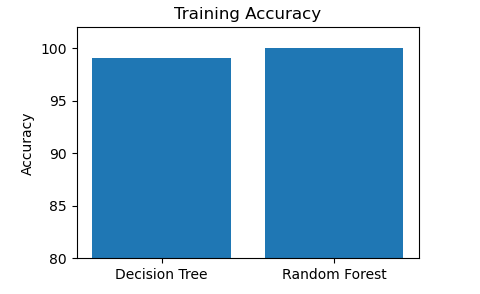 Training Accuracy
Accuracy
100
95
90
85
80
Decision Tree
Random Forest